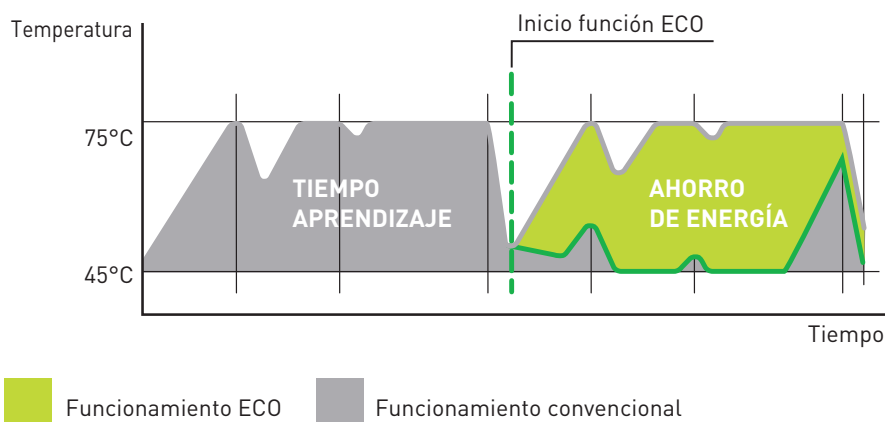 Temperatura
Inicio función ECO
75°C
TIEMPO
APRENDIZAJE
AHORRO
DE ENERGÍA
45°C
Tiempo
Funcionamiento ECO
Funcionamiento convencional